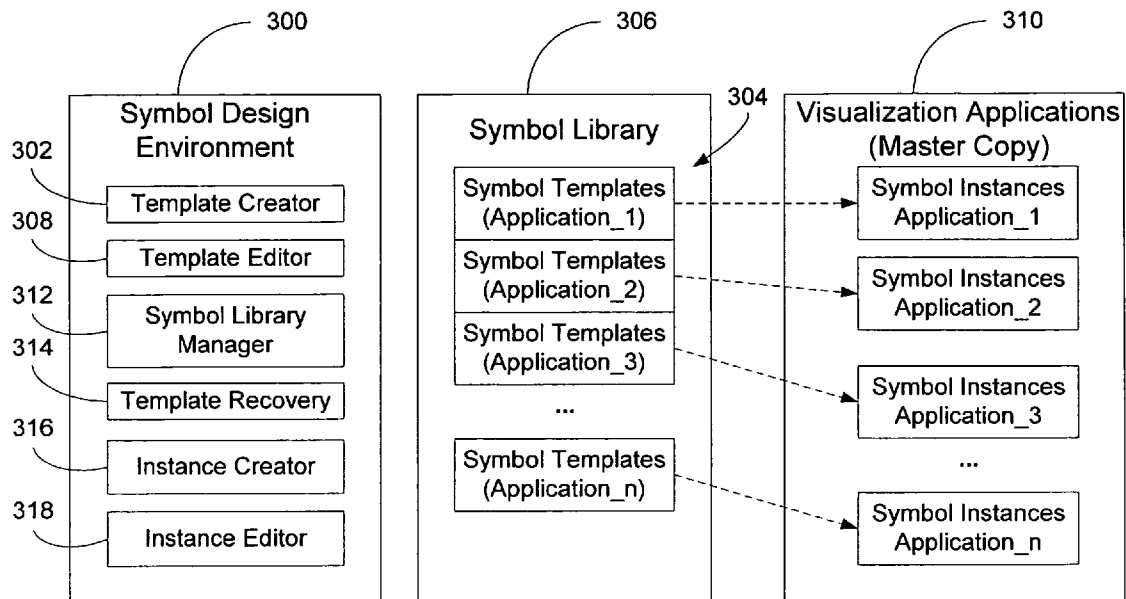 300
306
310
Symbol Design
Environment
302
Template Creator
308
Template Editor
312
Symbol Library
Manager
314
Template Recovery
316
Instance Creator
318
Instance Editor
Symbol Library
304
Symbol Templates
(Application_1)
Symbol Templates
(Application_2)
Symbol Templates
(Application_3)
...
Symbol Templates
(Application_n)
Visualization Applications
(Master Copy)
Symbol Instances
Application_1
Symbol Instances
Application_2
Symbol Instances
Application_3
...
Symbol Instances
Application_n